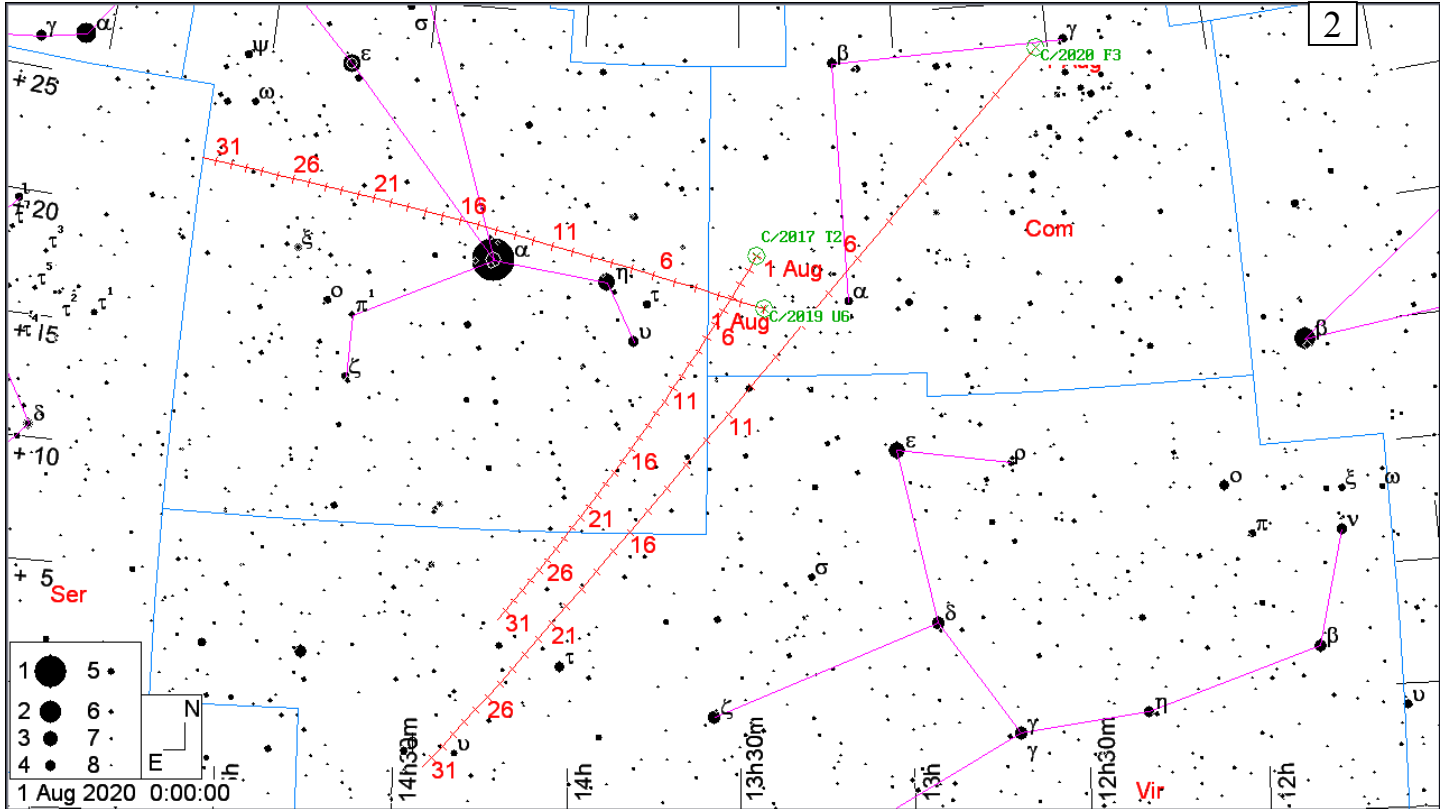 2
γ α ψ ε σ β γ
C/2020 F3
1 Aug
+25
ω
31 26 21 16 11 6
C/2017 T2
1 Aug
6
Com
+20
τ³ ξ α η
τ⁵ τ² τ¹ ο π¹ τ υ α β
C/2019 U6
1 Aug
6
τ⁴
+15
ζ
δ
11 11
+10
ε ρ
16
ο ξ ω
π ν
21 16
+ 5
26
σ
Ser
31 21
δ
τ
β
1 5
2 6
3 7
4 8
N
E
26
ζ γ η υ
γ
υ
31
14h30m 14h 13h30m 13h 12h30m 12h
Vir
1 Aug 2020 0:00:00